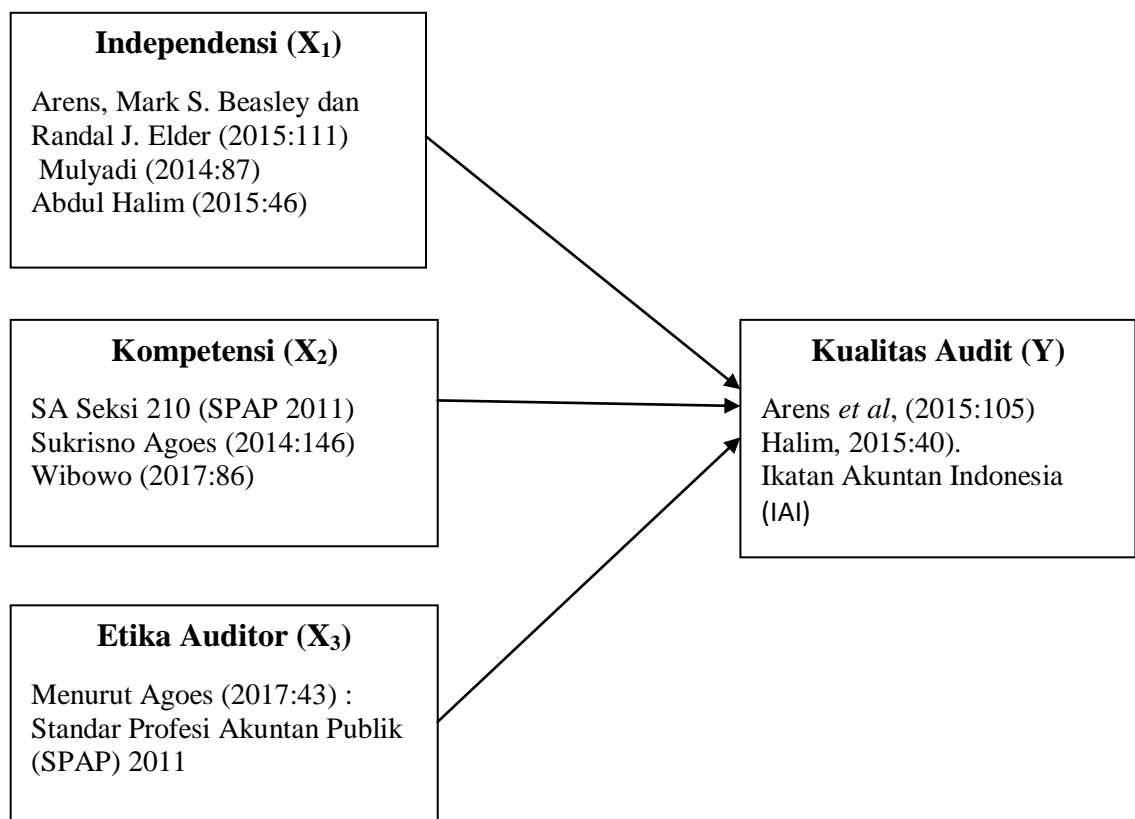 Independensi (X₁)
Arens, Mark S. Beasley dan
Randal J. Elder (2015:111)
Mulyadi (2014:87)
Abdul Halim (2015:46)
Kompetensi (X₂)
SA Seksi 210 (SPAP 2011)
Sukrisno Agoes (2014:146)
Wibowo (2017:86)
Etika Auditor (X₃)
Menurut Agoes (2017:43) :
Standar Profesi Akuntan Publik
(SPAP) 2011
Kualitas Audit (Y)
Arens et al, (2015:105)
Halim, 2015:40).
Ikatan Akuntan Indonesia
(IAI)